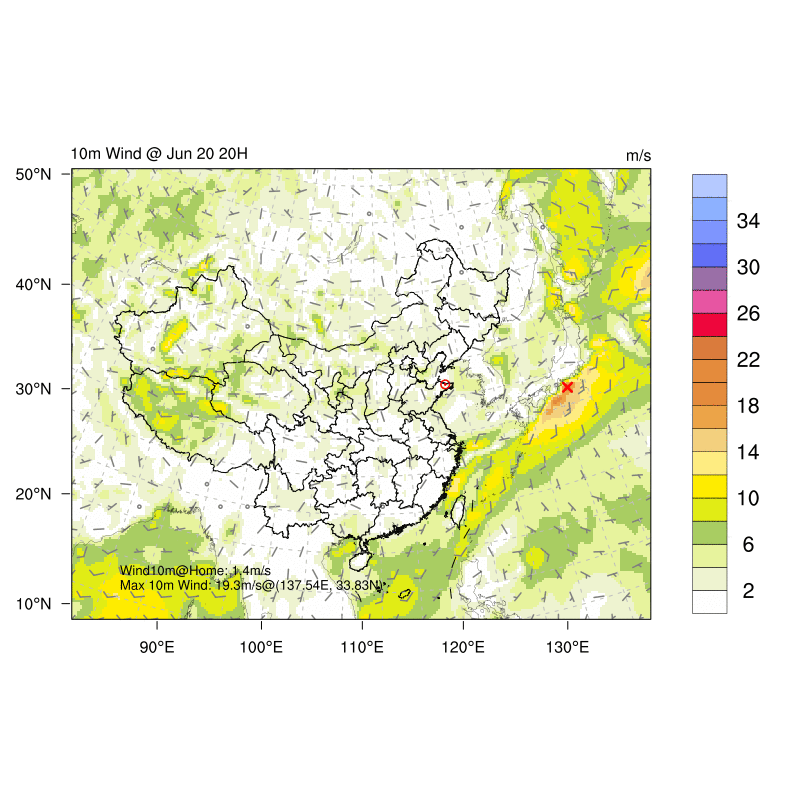 10m Wind @ Jun 20 20H
m/s
50°N
40°N
30°N
20°N
10°N
90°E
100°E
110°E
120°E
130°E
34
30
26
22
18
14
10
6
2
Wind10m@Home: 1.4m/s
Max 10m Wind: 19.3m/s@(137.54E, 33.83N)